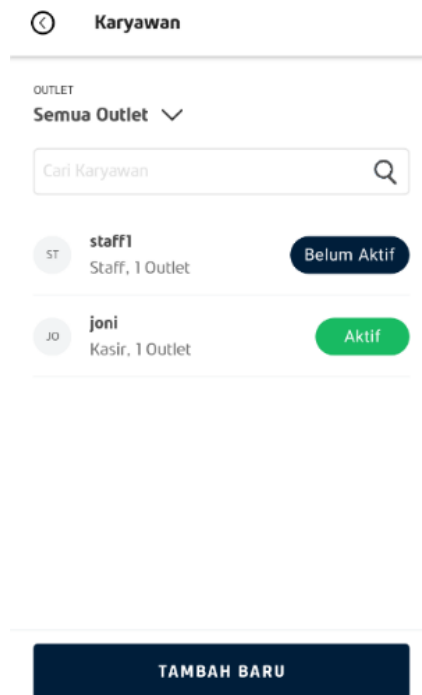 Karyawan
OUTLET
Semua Outlet
Cari Karyawan
ST
staff1
Staff, 1 Outlet
Belum Aktif
JO
joni
Kasir, 1 Outlet
Aktif
TAMBAH BARU